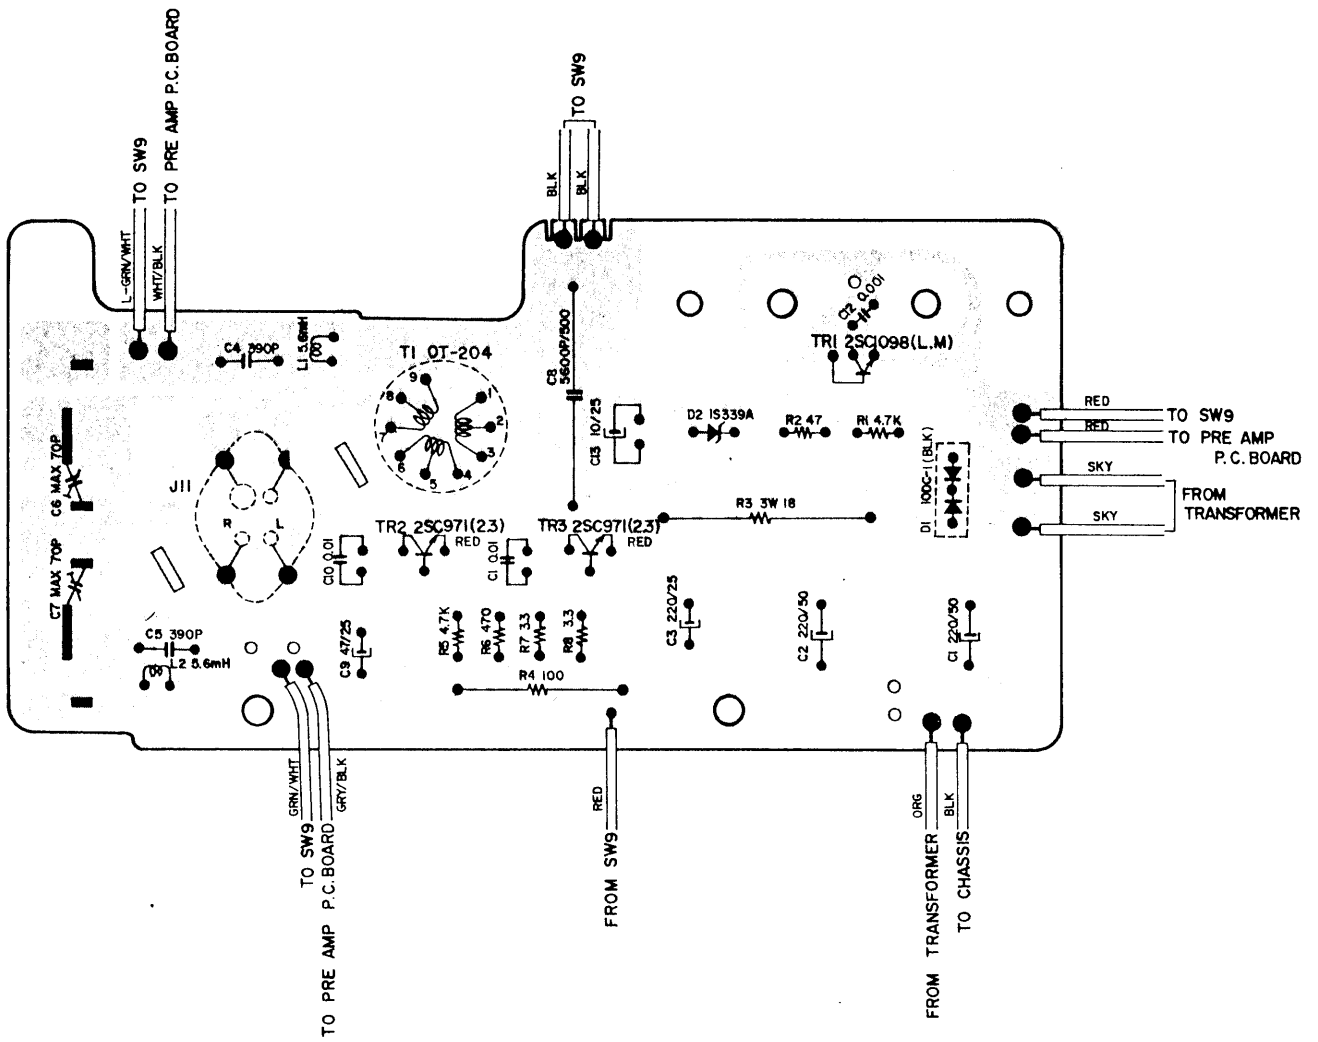 TO SW9
TO PRE AMP P.C.BOARD
L-GRN/WHT
WHT/BLK
TO SW9
BLK
BLK
C4 390P
L1 5.6mH
T1 OT-204
9
8
7
6
5
4
3
2
1
C8
5600P/500
C13 10/25
C12 0.001
TR1 2SC1098(L.M)
D2 IS339A
R2 47
R1 4.7K
RED
TO SW9
RED
TO PRE AMP
P.C.BOARD
SKY
SKY
FROM
TRANSFORMER
D1 10DC-1(BLK)
C6 MAX 70P
C7 MAX 70P
J11
R
L
R3 3W 18
TR2 2SC971(2.3)
RED
TR3 2SC971(2.3)
RED
C10 0.01
C1 0.01
C5 390P
L2 5.6mH
C9 47/25
R5 4.7K
R6 470
R7 3.3
R8 3.3
R4 100
C3 220/25
C2 220/50
C1 220/50
GRN/WHT
GRY/BLK
TO SW9
TO PRE AMP P.C.BOARD
RED
FROM SW9
ORG
BLK
FROM TRANSFORMER
TO CHASSIS